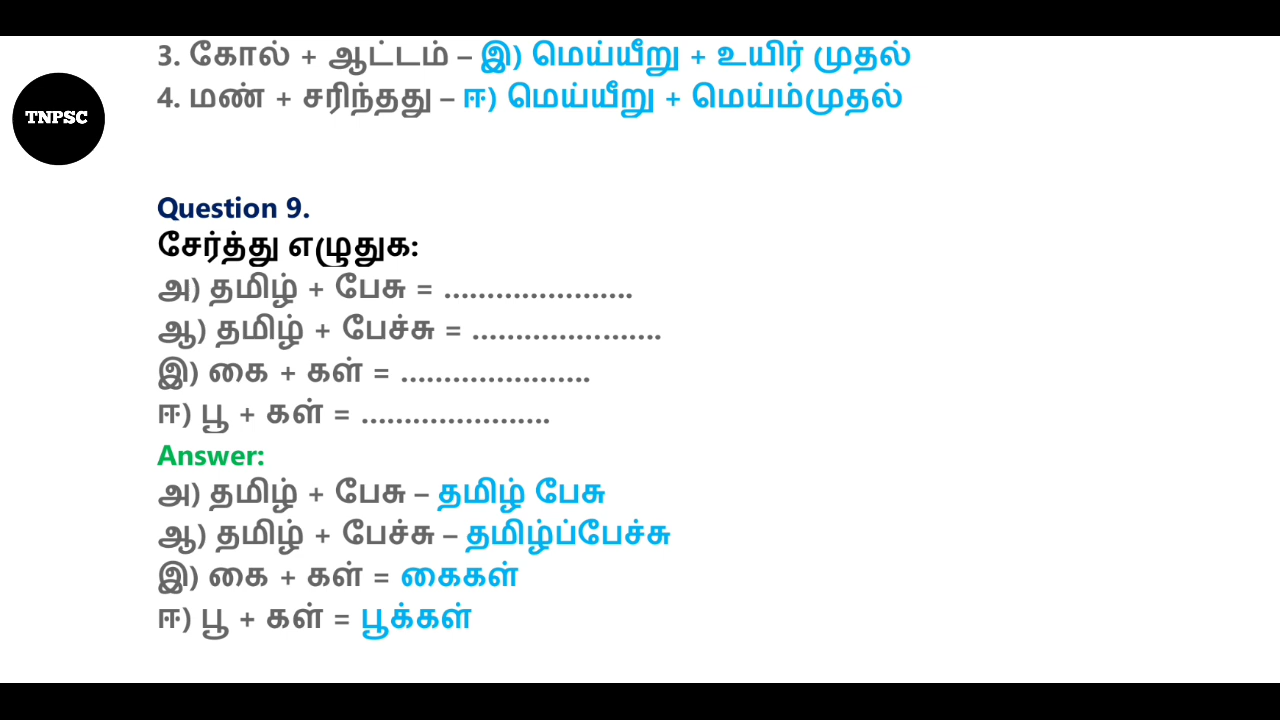 3. கோல் + ஆட்டம் – இ) மெய்யீறு + உயிர் முதல்
4. மண் + சரிந்தது – ஈ) மெய்யீறு + மெய்ம்முதல்
TNPSC
Question 9.
சேர்த்து எழுதுக:
அ) தமிழ் + பேசு = ......................
ஆ) தமிழ் + பேச்சு = ......................
இ) கை + கள் = ......................
ஈ) பூ + கள் = ......................
Answer:
அ) தமிழ் + பேசு – தமிழ் பேசு
ஆ) தமிழ் + பேச்சு – தமிழ்ப்பேச்சு
இ) கை + கள் = கைகள்
ஈ) பூ + கள் = பூக்கள்